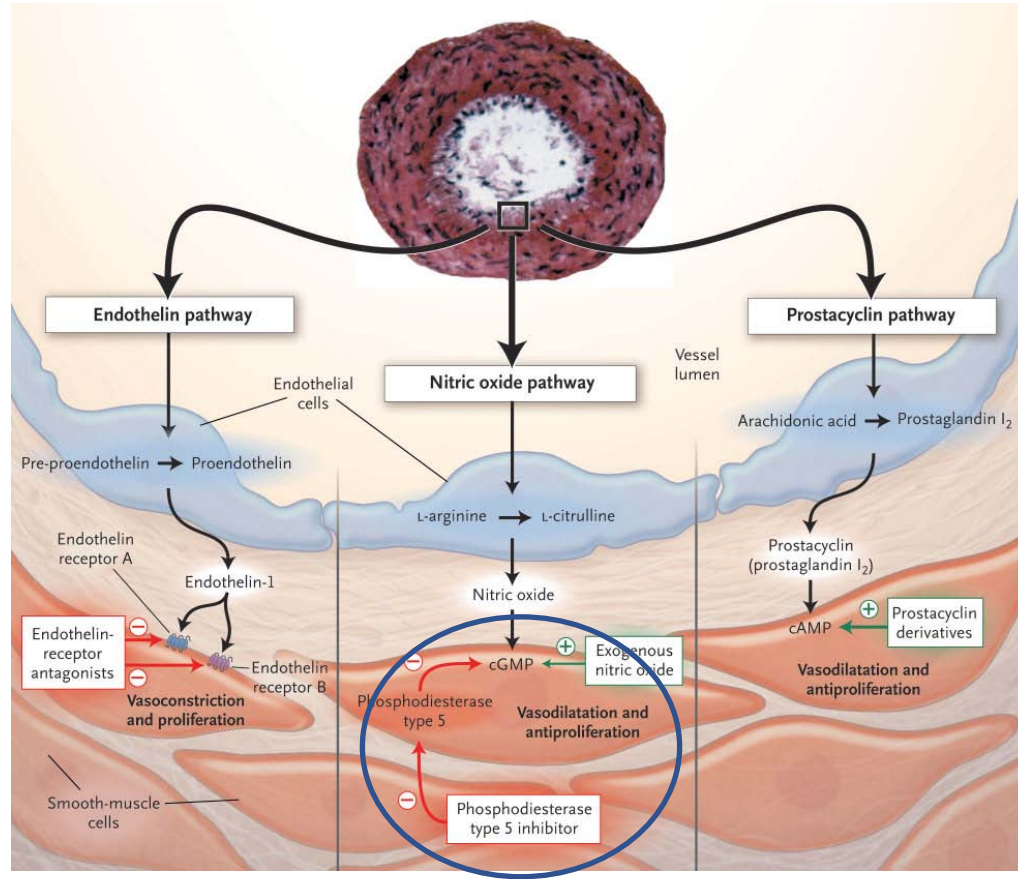 Endothelin pathway
Nitric oxide pathway
Prostacyclin pathway
Vessel
lumen
Endothelial
cells
Pre-proendothelin
Proendothelin
L-arginine
L-citrulline
Arachidonic acid
Prostaglandin I₂
Endothelin
receptor A
Endothelin-1
Nitric oxide
Prostacyclin
(prostaglandin I₂)
Endothelin-
receptor
antagonists
−
−
Endothelin
receptor B
Vasoconstriction
and proliferation
−
cGMP
+
Exogenous
nitric oxide
Phosphodiesterase
type 5
Vasodilatation and
antiproliferation
−
Phosphodiesterase
type 5 inhibitor
cAMP
+
Prostacyclin
derivatives
Vasodilatation and
antiproliferation
Smooth-muscle
cells